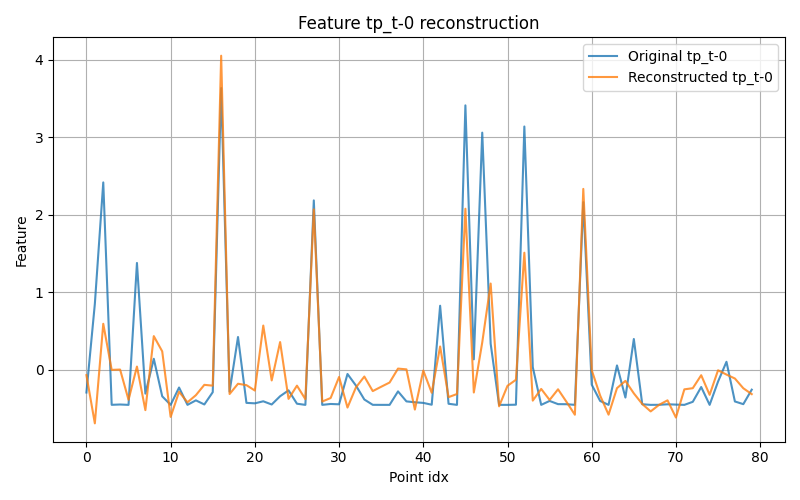 Feature tp_t-0 reconstruction
Original tp_t-0
Reconstructed tp_t-0
Feature
4
3
2
1
0
0 10 20 30 40 50 60 70 80
Point idx